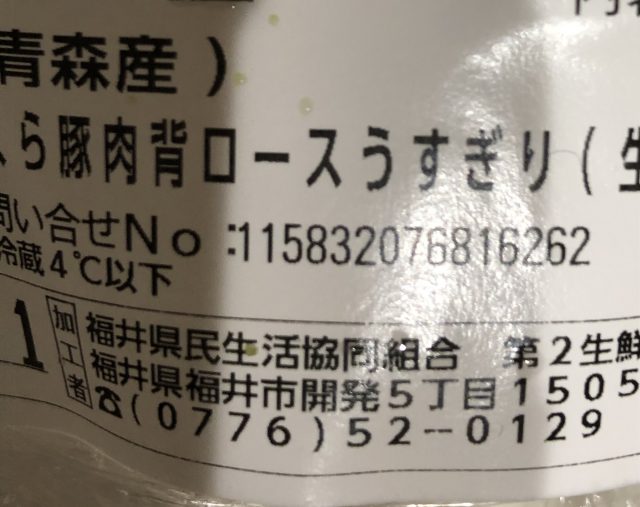 青森産)
ら豚肉背ロースうすぎり(生
問い合せNo:115832076816262
冷蔵4℃以下
1 加工者 福井県民生活協同組合 第2生鮮
福井県福井市開発5丁目1505
☎(0776)52-0129